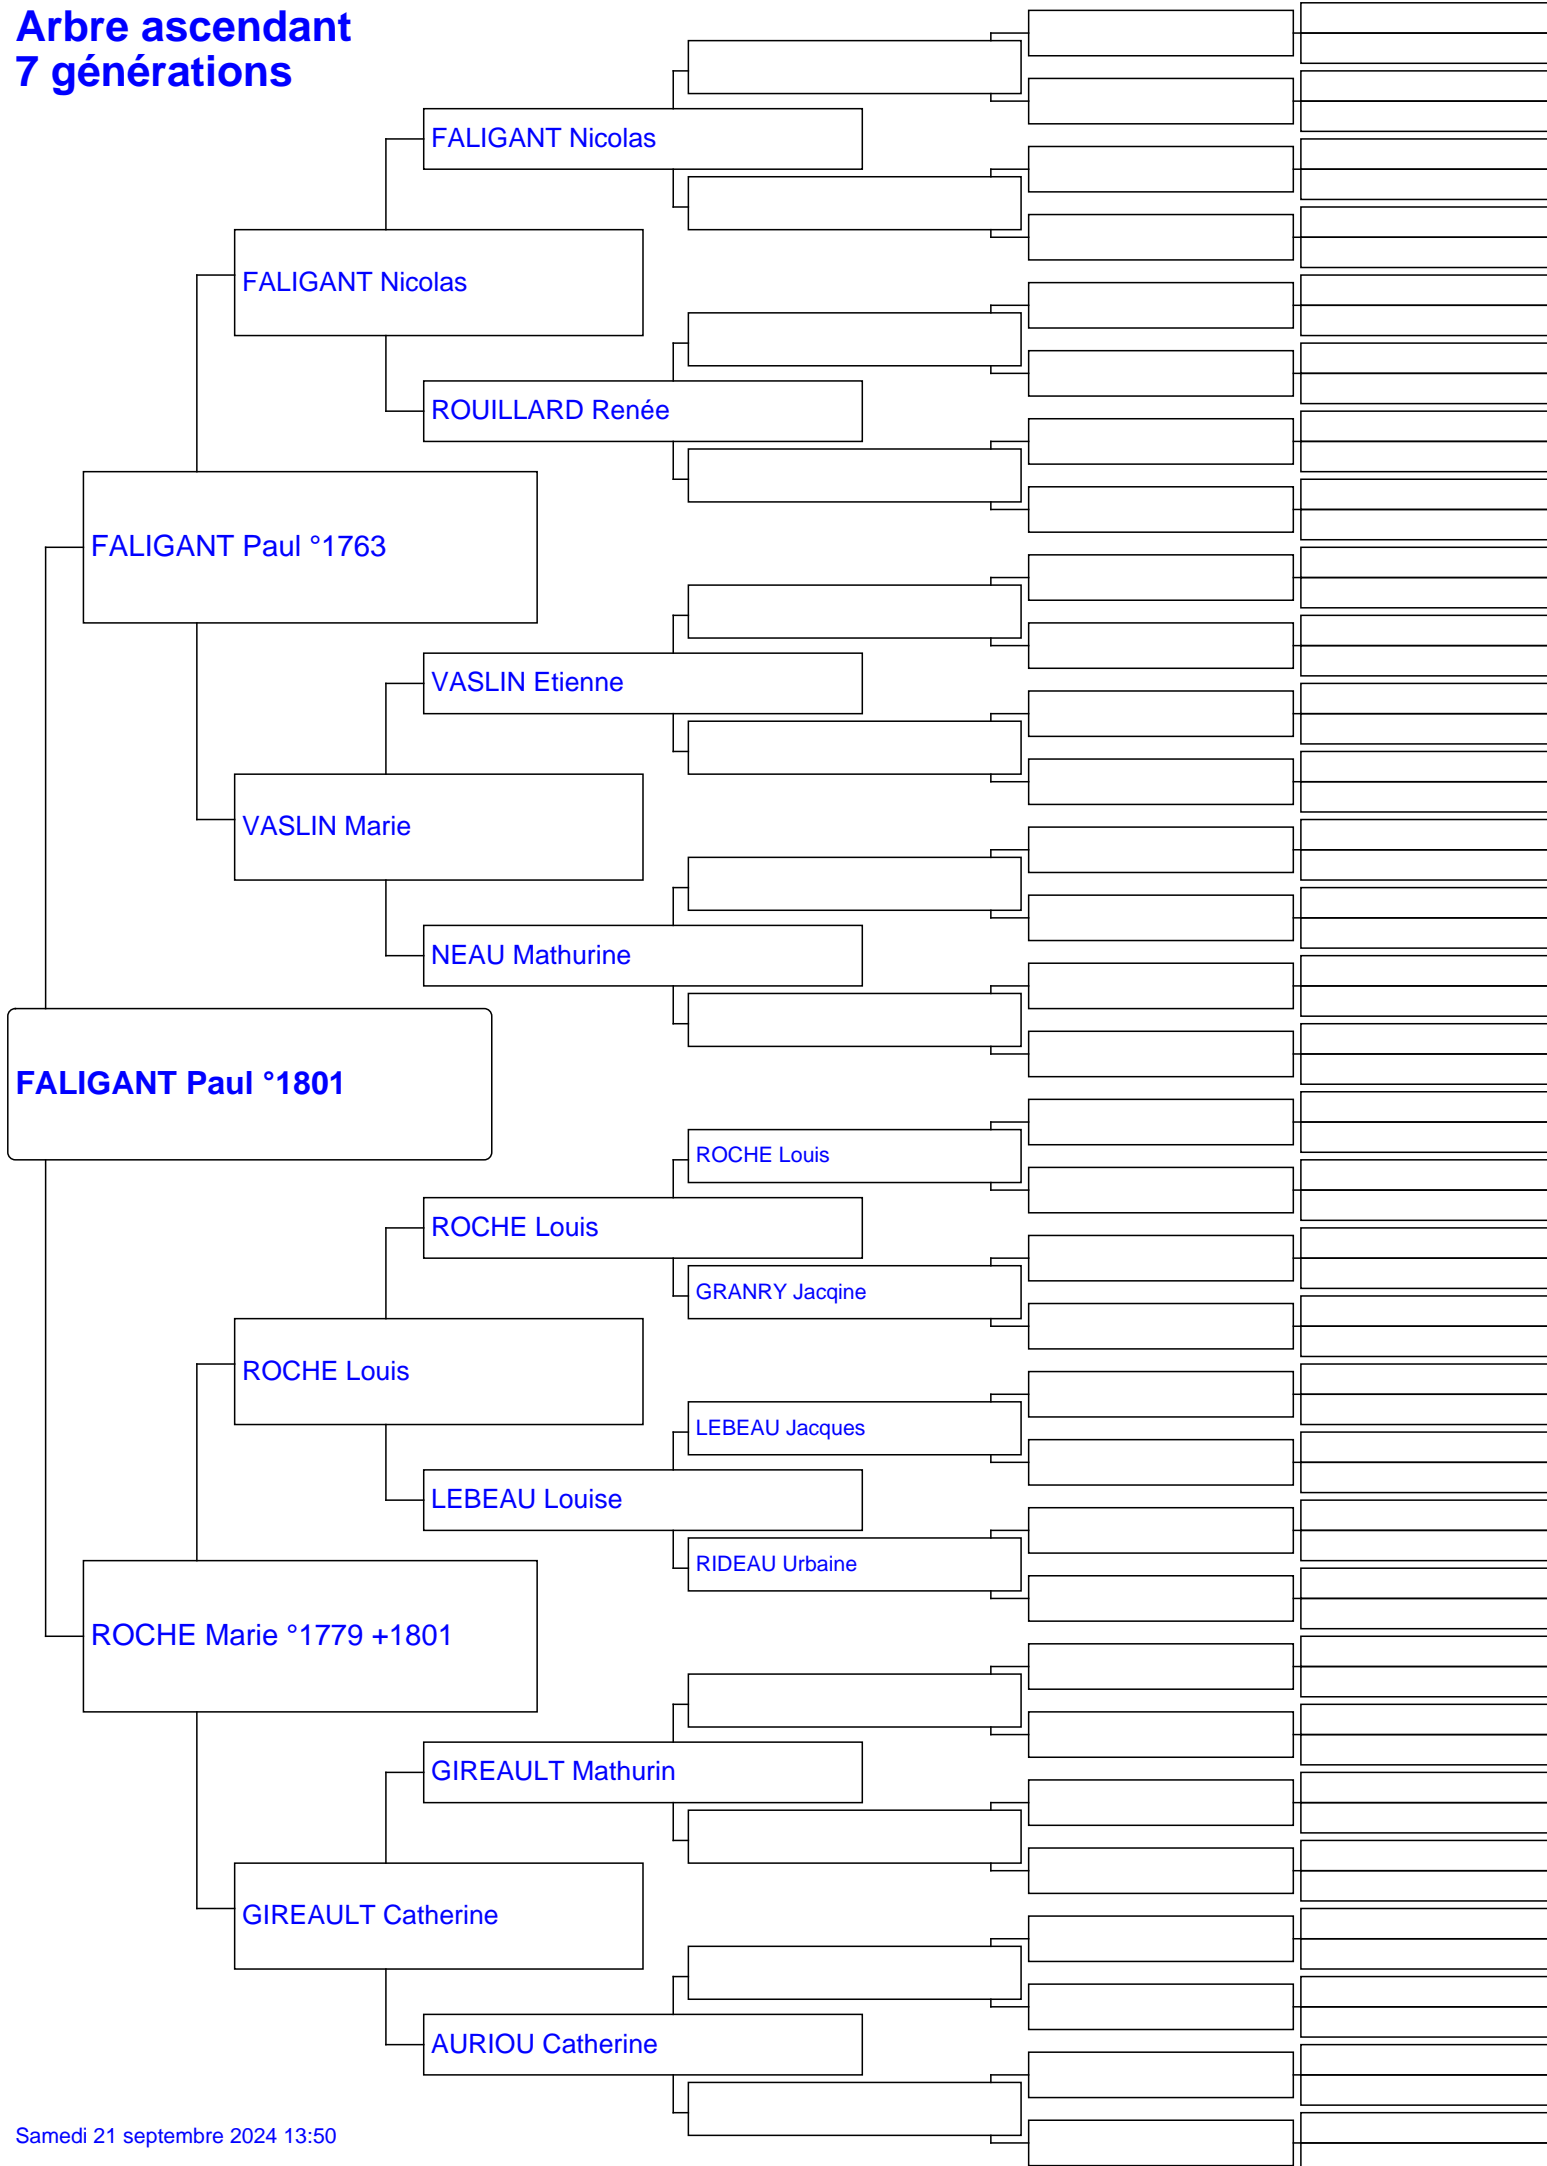 Arbre ascendant
7 générations
FALIGANT Nicolas
FALIGANT Nicolas
ROUILLARD Renée
FALIGANT Paul °1763
VASLIN Etienne
VASLIN Marie
NEAU Mathurine
FALIGANT Paul °1801
ROCHE Louis
ROCHE Louis
GRANRY Jacqine
ROCHE Louis
LEBEAU Jacques
LEBEAU Louise
RIDEAU Urbaine
ROCHE Marie °1779 +1801
GIREAULT Mathurin
GIREAULT Catherine
AURIOU Catherine
Samedi 21 septembre 2024 13:50